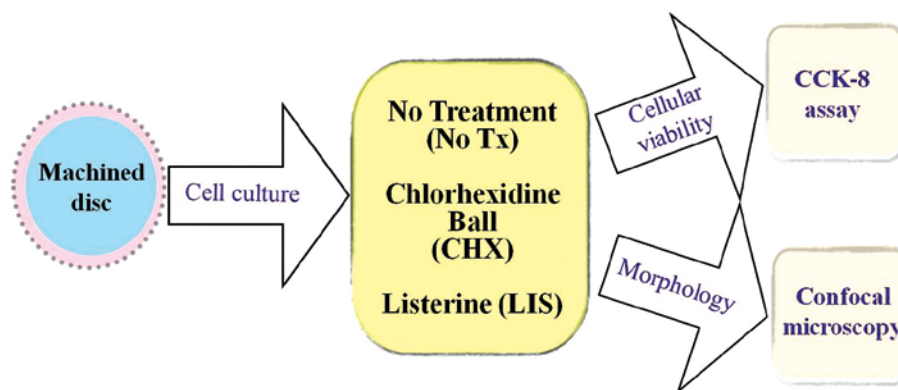 Machined
disc
Cell culture
No Treatment
(No Tx)
Chlorhexidine
Ball
(CHX)
Listerine (LIS)
Cellular
viability
Morphology
CCK-8
assay
Confocal
microscopy